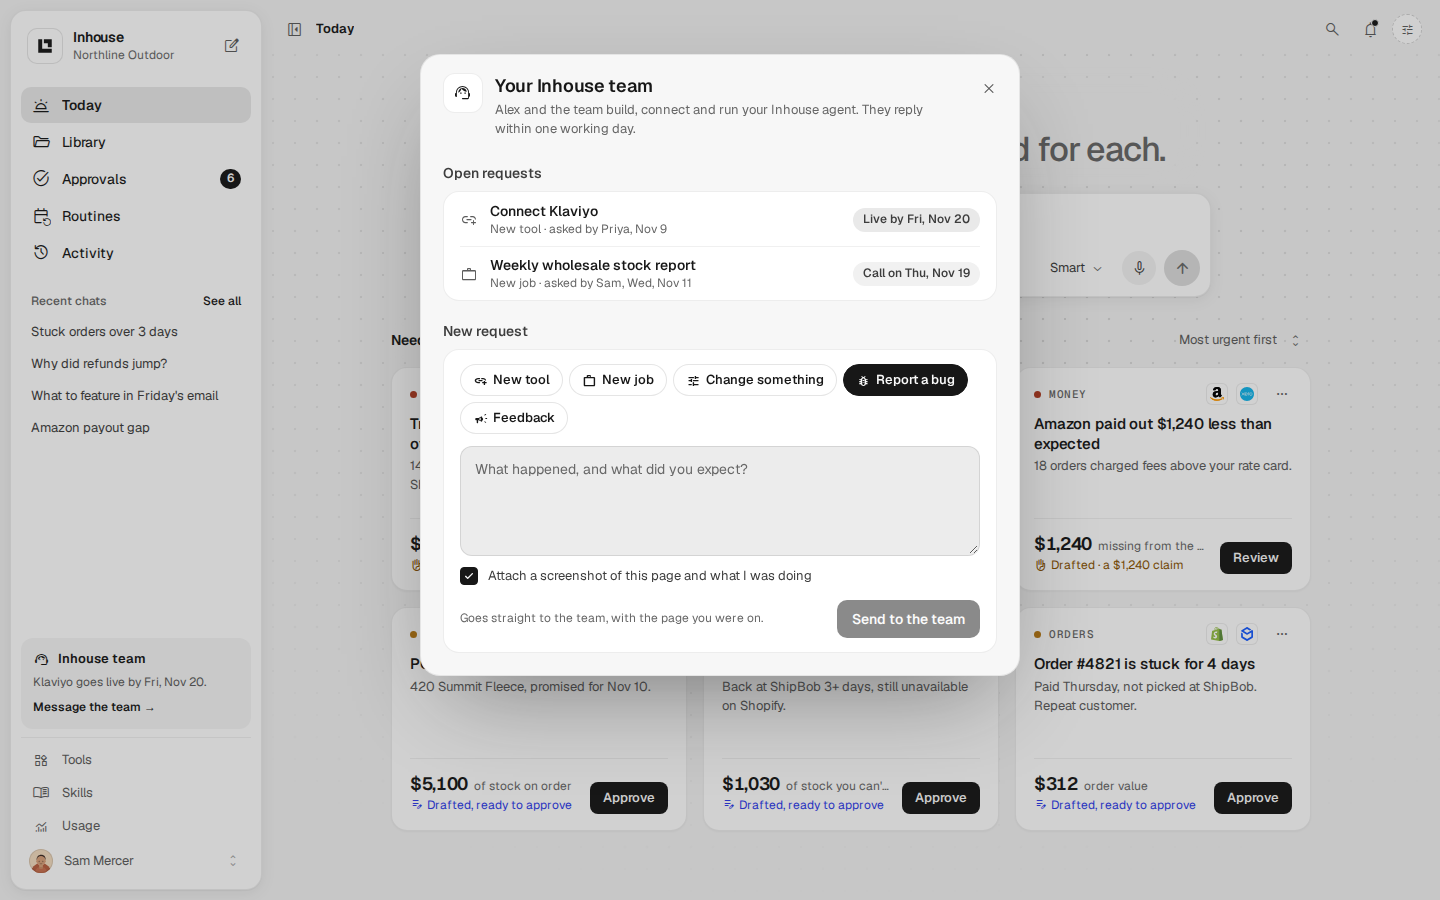 Inhouse
Northline Outdoor
Today
Library
Approvals
6
Routines
Activity
Recent chats
See all
Stuck orders over 3 days
Why did refunds jump?
What to feature in Friday's email
Amazon payout gap
Inhouse team
Klaviyo goes live by Fri, Nov 20.
Message the team →
Tools
Skills
Usage
Sam Mercer
Today
for each.
Smart
Most urgent first
Your Inhouse team
Alex and the team build, connect and run your Inhouse agent. They reply
within one working day.
Open requests
Connect Klaviyo
New tool · asked by Priya, Nov 9
Live by Fri, Nov 20
Weekly wholesale stock report
New job · asked by Sam, Wed, Nov 11
Call on Thu, Nov 19
New request
New tool
New job
Change something
Report a bug
Feedback
What happened, and what did you expect?
Attach a screenshot of this page and what I was doing
Goes straight to the team, with the page you were on.
Send to the team
MONEY
Amazon paid out $1,240 less than
expected
18 orders charged fees above your rate card.
$1,240 missing from the ...
Drafted · a $1,240 claim
Review
420 Summit Fleece, promised for Nov 10.
$5,100 of stock on order
Drafted, ready to approve
Approve
Back at ShipBob 3+ days, still unavailable
on Shopify.
$1,030 of stock you can'...
Drafted, ready to approve
Approve
ORDERS
Order #4821 is stuck for 4 days
Paid Thursday, not picked at ShipBob.
Repeat customer.
$312 order value
Drafted, ready to approve
Approve